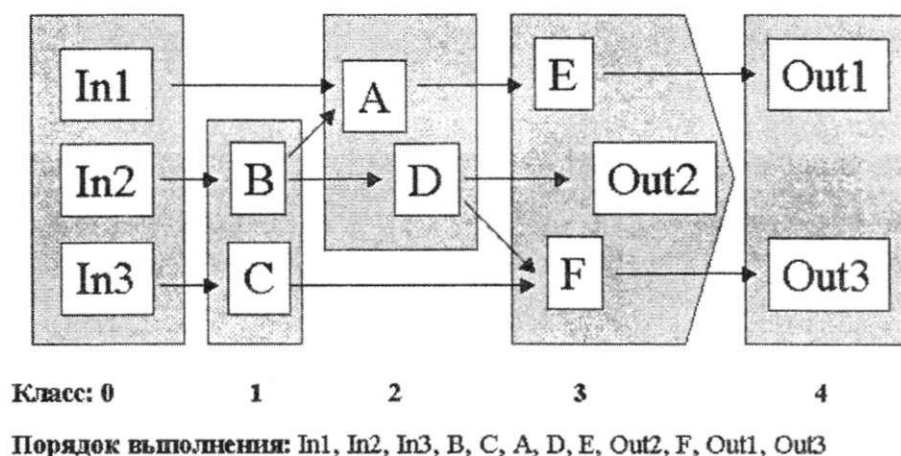 In1 A E Out1
In2 B D Out2
In3 C F Out3
Класс: 0 1 2 3 4
Порядок выполнения: In1, In2, In3, B, C, A, D, E, Out2, F, Out1, Out3